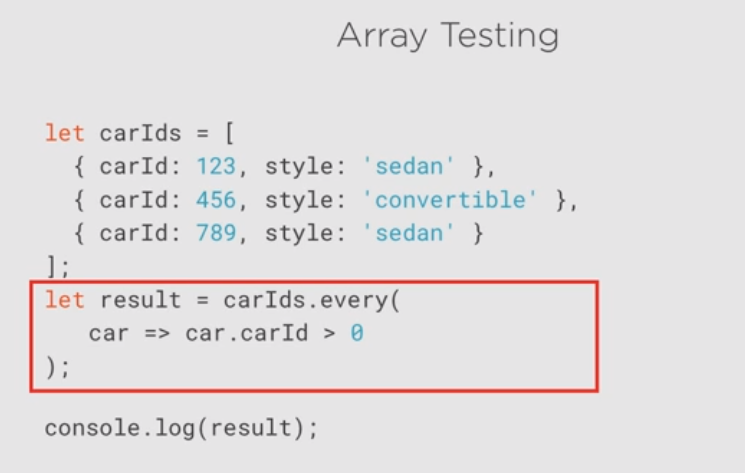 Array Testing
let carIds = [
  { carId: 123, style: 'sedan' },
  { carId: 456, style: 'convertible' },
  { carId: 789, style: 'sedan' }
];
let result = carIds.every(
   car => car.carId > 0
);
console.log(result);